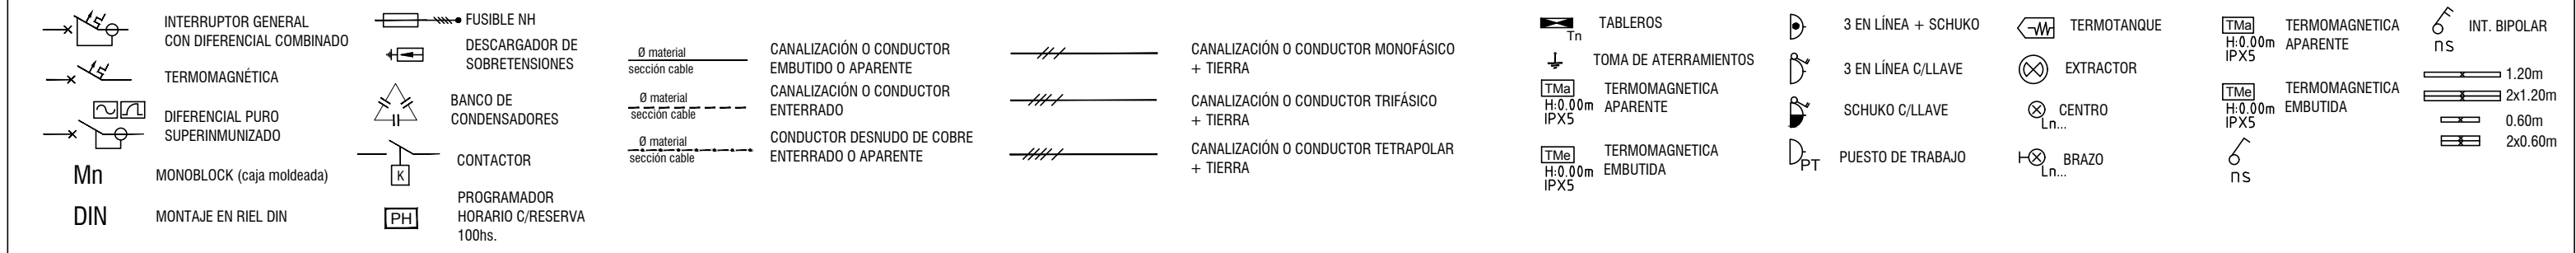 INTERRUPTOR GENERAL
CON DIFERENCIAL COMBINADO
TERMOMAGNÉTICA
DIFERENCIAL PURO
SUPERINMUNIZADO
Mn MONOBLOCK (caja moldeada)
DIN MONTAJE EN RIEL DIN
FUSIBLE NH
DESCARGADOR DE
SOBRETENSIONES
BANCO DE
CONDENSADORES
CONTACTOR
K
PROGRAMADOR
PH HORARIO C/RESERVA
100hs.
Ø material
sección cable
CANALIZACIÓN O CONDUCTOR
EMBUTIDO O APARENTE
Ø material
sección cable
CANALIZACIÓN O CONDUCTOR
ENTERRADO
Ø material
sección cable
CONDUCTOR DESNUDO DE COBRE
ENTERRADO O APARENTE
CANALIZACIÓN O CONDUCTOR MONOFÁSICO
+ TIERRA
CANALIZACIÓN O CONDUCTOR TRIFÁSICO
+ TIERRA
CANALIZACIÓN O CONDUCTOR TETRAPOLAR
+ TIERRA
Tn
TABLEROS
TOMA DE ATERRAMIENTOS
TMa
H:0.00m
IPX5
TERMOMAGNETICA
APARENTE
TMe
H:0.00m
IPX5
TERMOMAGNETICA
EMBUTIDA
3 EN LÍNEA + SCHUKO
3 EN LÍNEA C/LLAVE
SCHUKO C/LLAVE
PT
PUESTO DE TRABAJO
TERMOTANQUE
EXTRACTOR
CENTRO
Ln...
BRAZO
Ln...
TMa
H:0.00m
IPX5
TERMOMAGNETICA
APARENTE
TMe
H:0.00m
IPX5
TERMOMAGNETICA
EMBUTIDA
ns
ns
INT. BIPOLAR
1.20m
2x1.20m
0.60m
2x0.60m